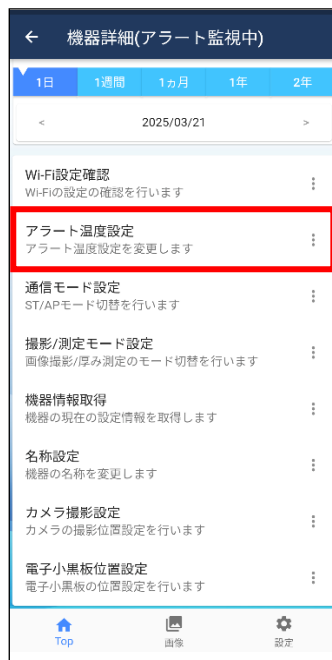 ← 機器詳細(アラート監視中)
1日 1週間 1ヵ月 1年 2年
< 2025/03/21 >
Wi-Fi設定確認
Wi-Fiの設定の確認を行います
アラート温度設定
アラート温度設定を変更します
通信モード設定
ST/APモード切替を行います
撮影/測定モード設定
画像撮影/厚み測定のモード切替を行います
機器情報取得
機器の現在の設定情報を取得します
名称設定
機器の名称を変更します
カメラ撮影設定
カメラの撮影位置設定を行います
電子小黒板位置設定
電子小黒板の位置設定を行います
Top 画像 設定